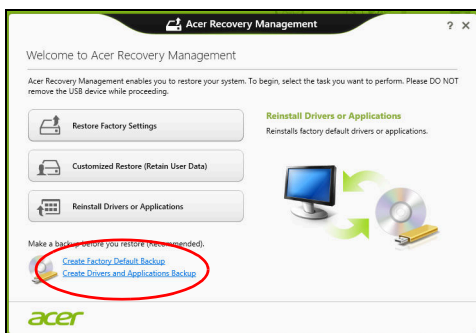 Acer Recovery Management
? X
Welcome to Acer Recovery Management
Acer Recovery Management enables you to restore your system. To begin, select the task you want to perform. Please DO NOT
remove the USB device while proceeding.
Restore Factory Settings
Customized Restore (Retain User Data)
Reinstall Drivers or Applications
Reinstall Drivers or Applications
Reinstalls factory default drivers or applications.
Make a backup before you restore (Recommended).
Create Factory Default Backup
Create Drivers and Applications Backup
acer